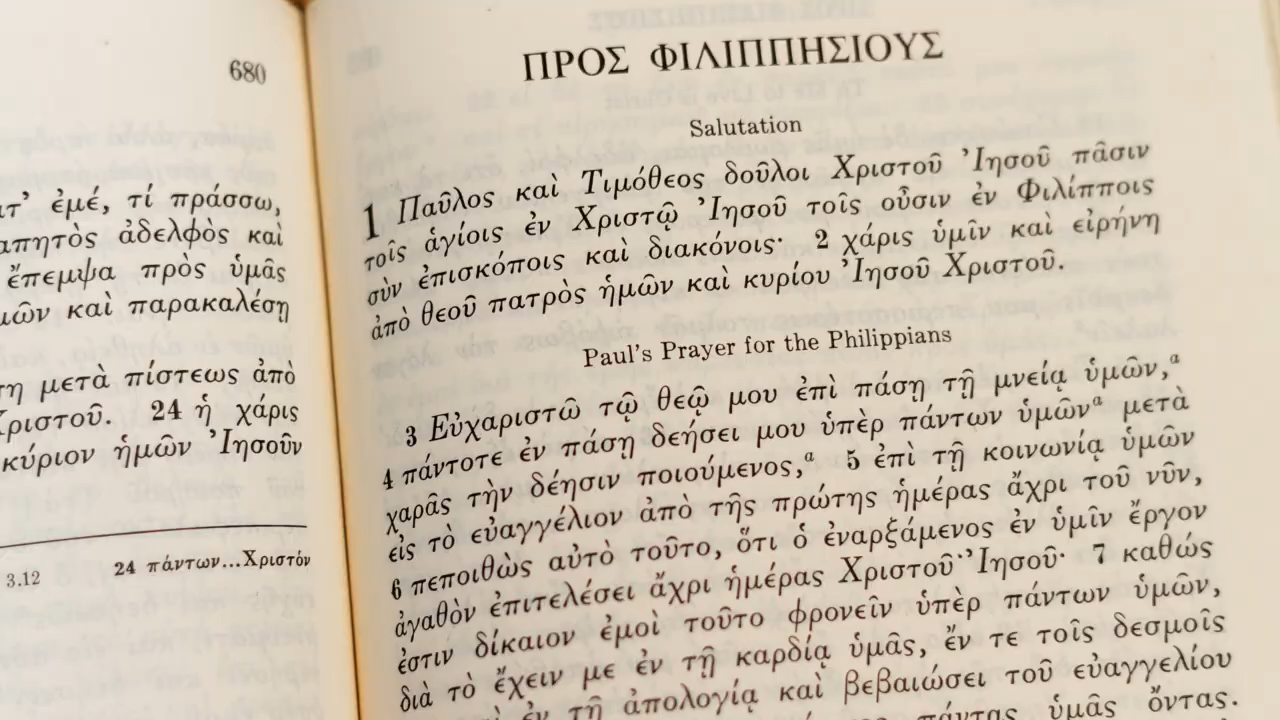 680
ἐμέ, τί πράσσω,
ἀδελφὸς καὶ
ἔπεμψα πρὸς ὑμᾶς
καὶ παρακαλέσῃ
μετὰ πίστεως ἀπὸ
24 ἡ χάρις
κύριον ἡμῶν Ἰησοῦν
3.12 24 πάντων...Χριστόν
ΠΡΟΣ ΦΙΛΙΠΠΗΣΙΟΥΣ
Salutation
1 Παῦλος καὶ Τιμόθεος δοῦλοι Χριστοῦ Ἰησοῦ πᾶσιν
τοῖς ἁγίοις ἐν Χριστῷ Ἰησοῦ τοῖς οὖσιν ἐν Φιλίπποις
σὺν ἐπισκόποις καὶ διακόνοις· 2 χάρις ὑμῖν καὶ εἰρήνη
ἀπὸ θεοῦ πατρὸς ἡμῶν καὶ κυρίου Ἰησοῦ Χριστοῦ.
Paul's Prayer for the Philippians
3 Εὐχαριστῶ τῷ θεῷ μου ἐπὶ πάσῃ τῇ μνείᾳ ὑμῶν,ᵃ
4 πάντοτε ἐν πάσῃ δεήσει μου ὑπὲρ πάντων ὑμῶνᵃ μετὰ
χαρᾶς τὴν δέησιν ποιούμενος,ᵃ 5 ἐπὶ τῇ κοινωνίᾳ ὑμῶν
εἰς τὸ εὐαγγέλιον ἀπὸ τῆς πρώτης ἡμέρας ἄχρι τοῦ νῦν,
6 πεποιθὼς αὐτὸ τοῦτο, ὅτι ὁ ἐναρξάμενος ἐν ὑμῖν ἔργον
ἀγαθὸν ἐπιτελέσει ἄχρι ἡμέρας Χριστοῦ Ἰησοῦ· 7 καθώς
ἐστιν δίκαιον ἐμοὶ τοῦτο φρονεῖν ὑπὲρ πάντων ὑμῶν,
διὰ τὸ ἔχειν με ἐν τῇ καρδίᾳ ὑμᾶς, ἔν τε τοῖς δεσμοῖς
ἐν τῇ ἀπολογίᾳ καὶ βεβαιώσει τοῦ εὐαγγελίου
πάντας ὑμᾶς ὄντας.